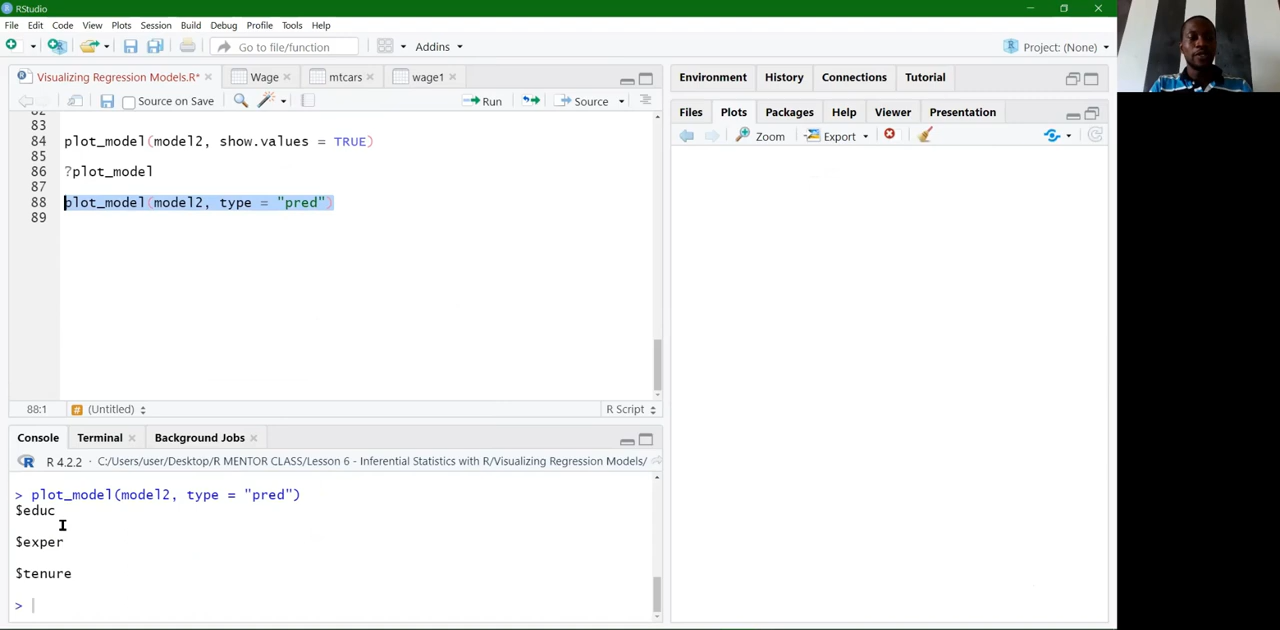 RStudio
File Edit Code View Plots Session Build Debug Profile Tools Help
Go to file/function Addins Project: (None)
Visualizing Regression Models.R* Wage mtcars wage1
Source on Save Run Source
83
84 plot_model(model2, show.values = TRUE)
85
86 ?plot_model
87
88 plot_model(model2, type = "pred")
89
88:1 (Untitled) R Script
Console Terminal Background Jobs
R 4.2.2 · C:/Users/user/Desktop/R MENTOR CLASS/Lesson 6 - Inferential Statistics with R/Visualizing Regression Models/
> plot_model(model2, type = "pred")
$educ
$exper
$tenure
>
Environment History Connections Tutorial
Files Plots Packages Help Viewer Presentation
Zoom Export